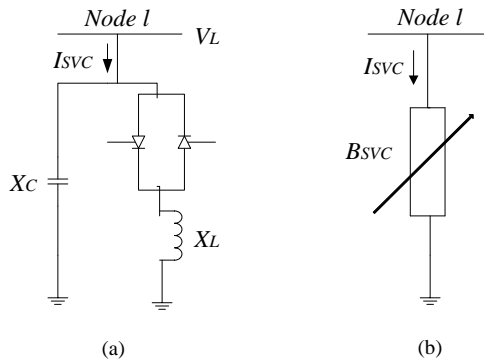 Node l
VL
ISVC
XC
XL
(a)
Node l
ISVC
BSVC
(b)